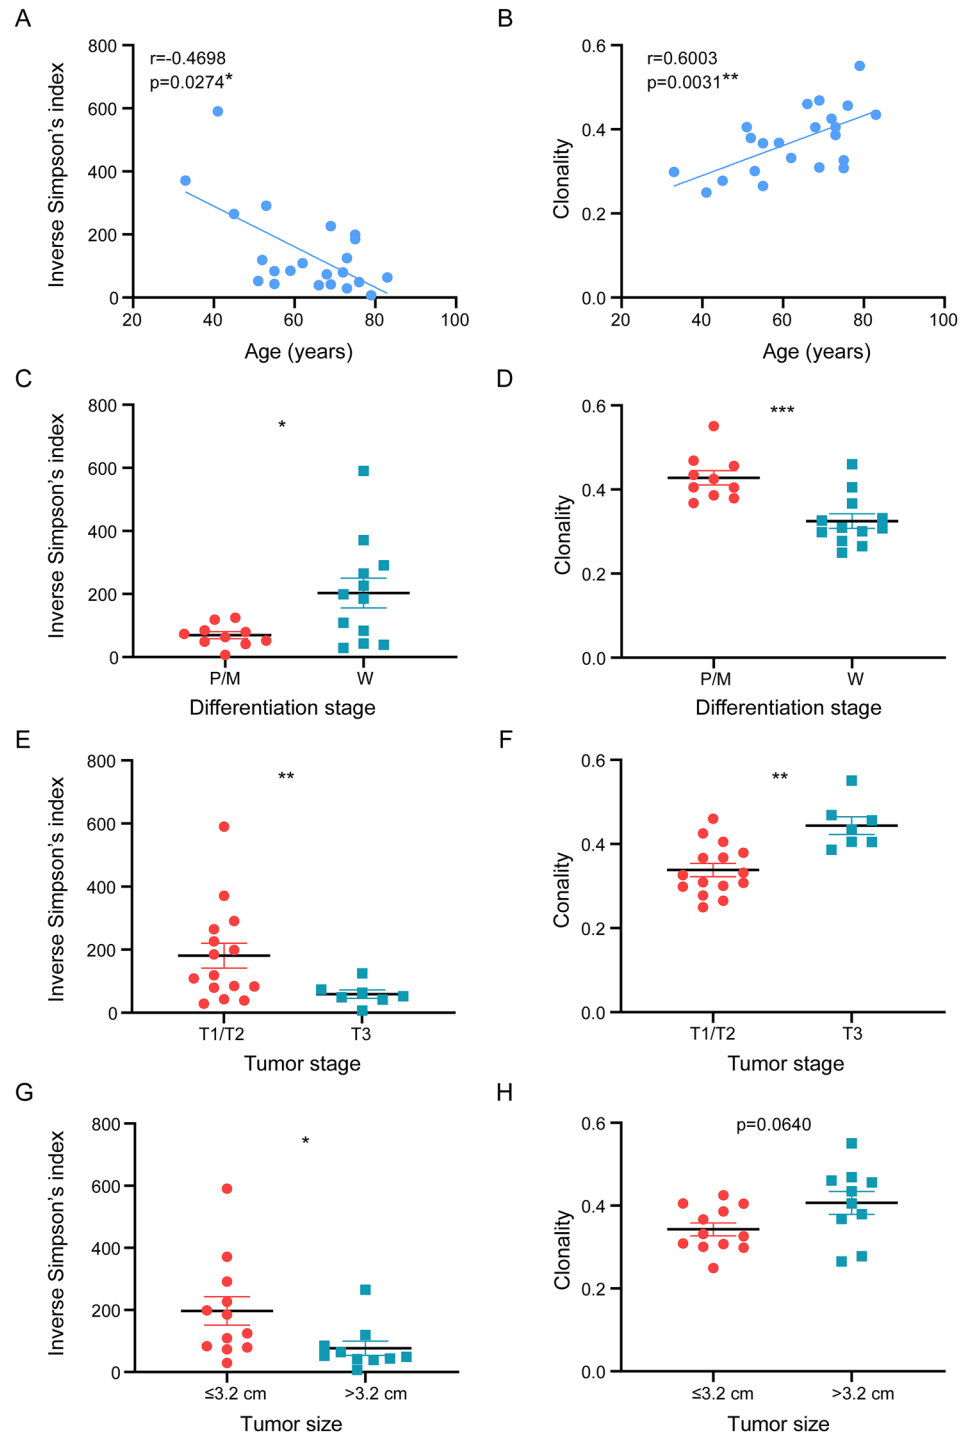 A
Inverse Simpson's index
800
600
400
200
0
r=-0.4698
p=0.0274*
20
40
60
80
100
Age (years)
B
Clonality
0.6
0.4
0.2
0.0
r=0.6003
p=0.0031**
20
40
60
80
100
Age (years)
C
Inverse Simpson's index
800
600
400
200
0
*
P/M
W
Differentiation stage
D
Clonality
0.6
0.4
0.2
0.0
***
P/M
W
Differentiation stage
E
Inverse Simpson's index
800
600
400
200
0
**
T1/T2
T3
Tumor stage
F
Conality
0.6
0.4
0.2
0.0
**
T1/T2
T3
Tumor stage
G
Inverse Simpson's index
800
600
400
200
0
*
≤3.2 cm
>3.2 cm
Tumor size
H
Clonality
0.6
0.4
0.2
0.0
p=0.0640
≤3.2 cm
>3.2 cm
Tumor size